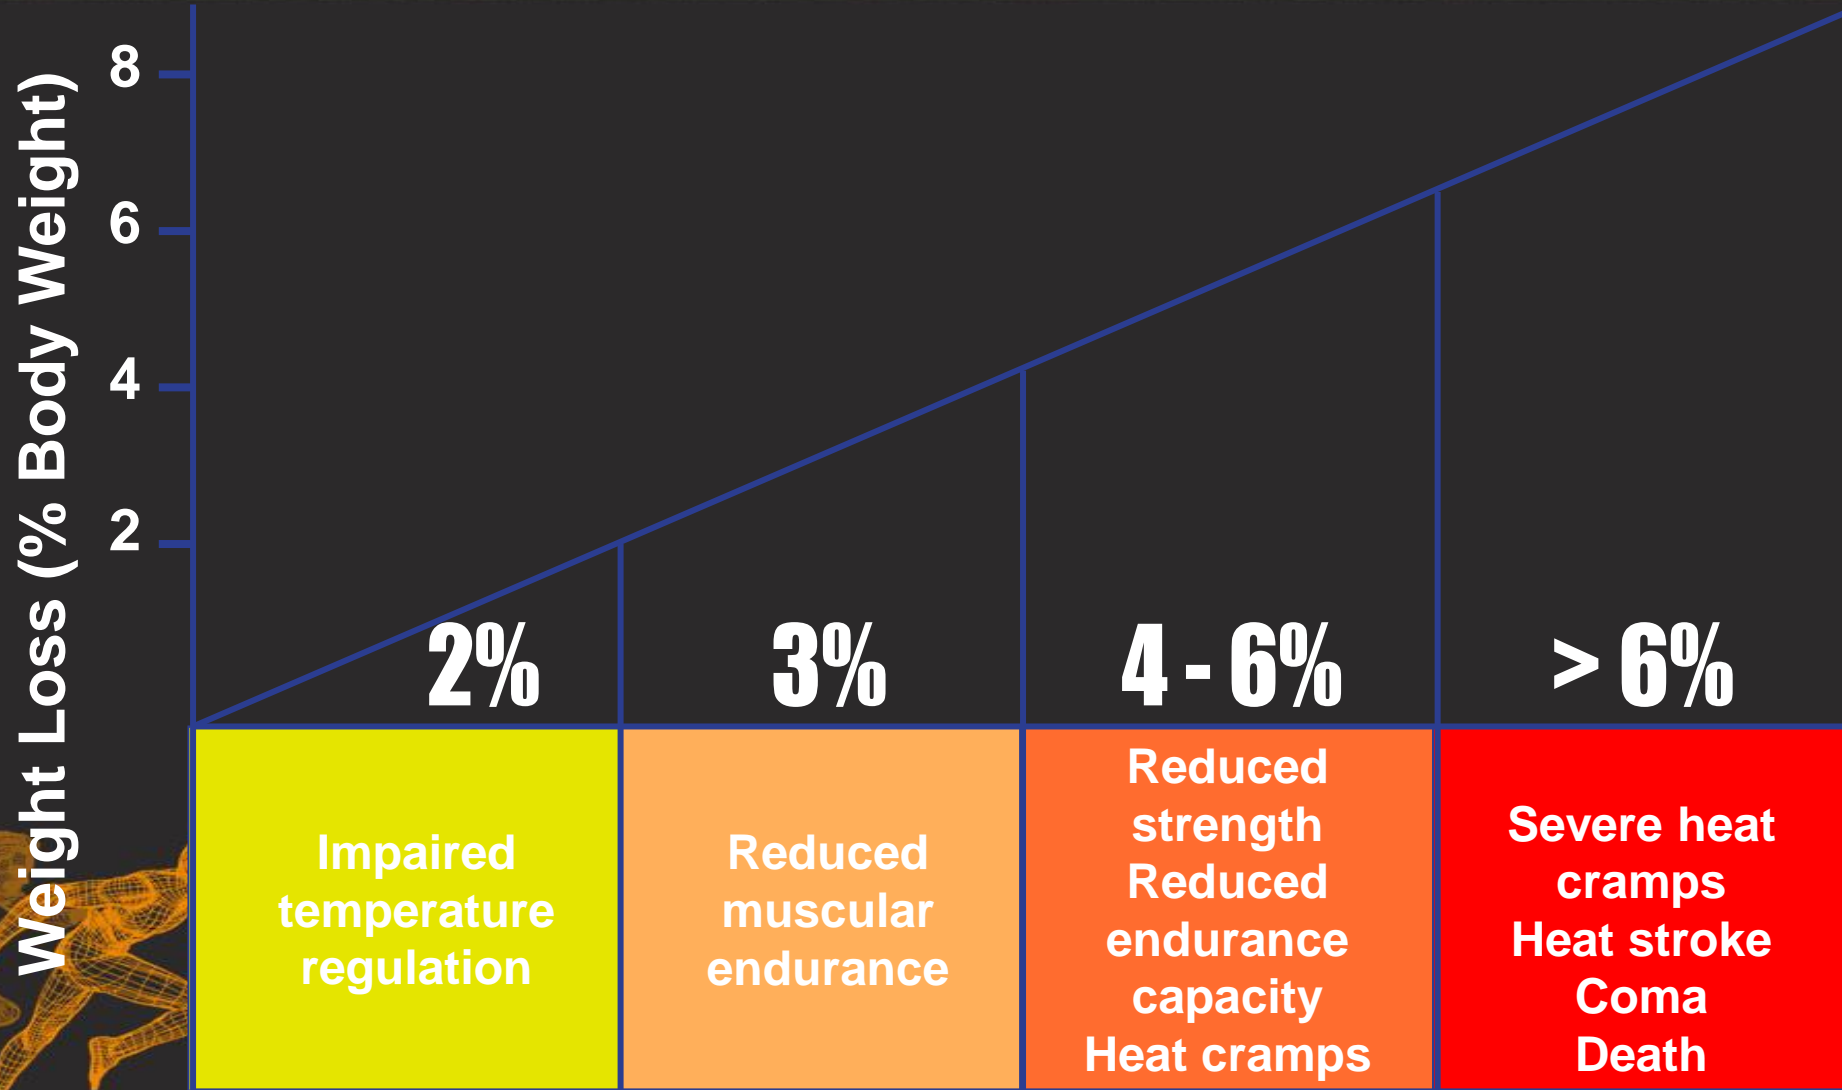 Weight Loss (% Body Weight)
8
6
4
2
2%
3%
4 - 6%
> 6%
Impaired
temperature
regulation
Reduced
muscular
endurance
Reduced
strength
Reduced
endurance
capacity
Heat cramps
Severe heat
cramps
Heat stroke
Coma
Death